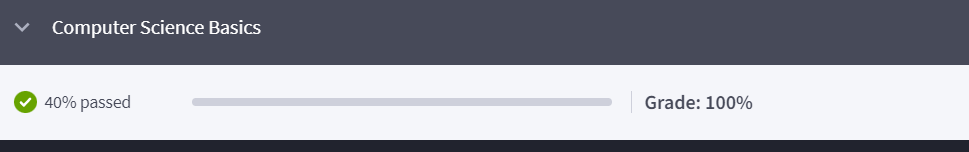 Computer Science Basics
40% passed
Grade: 100%